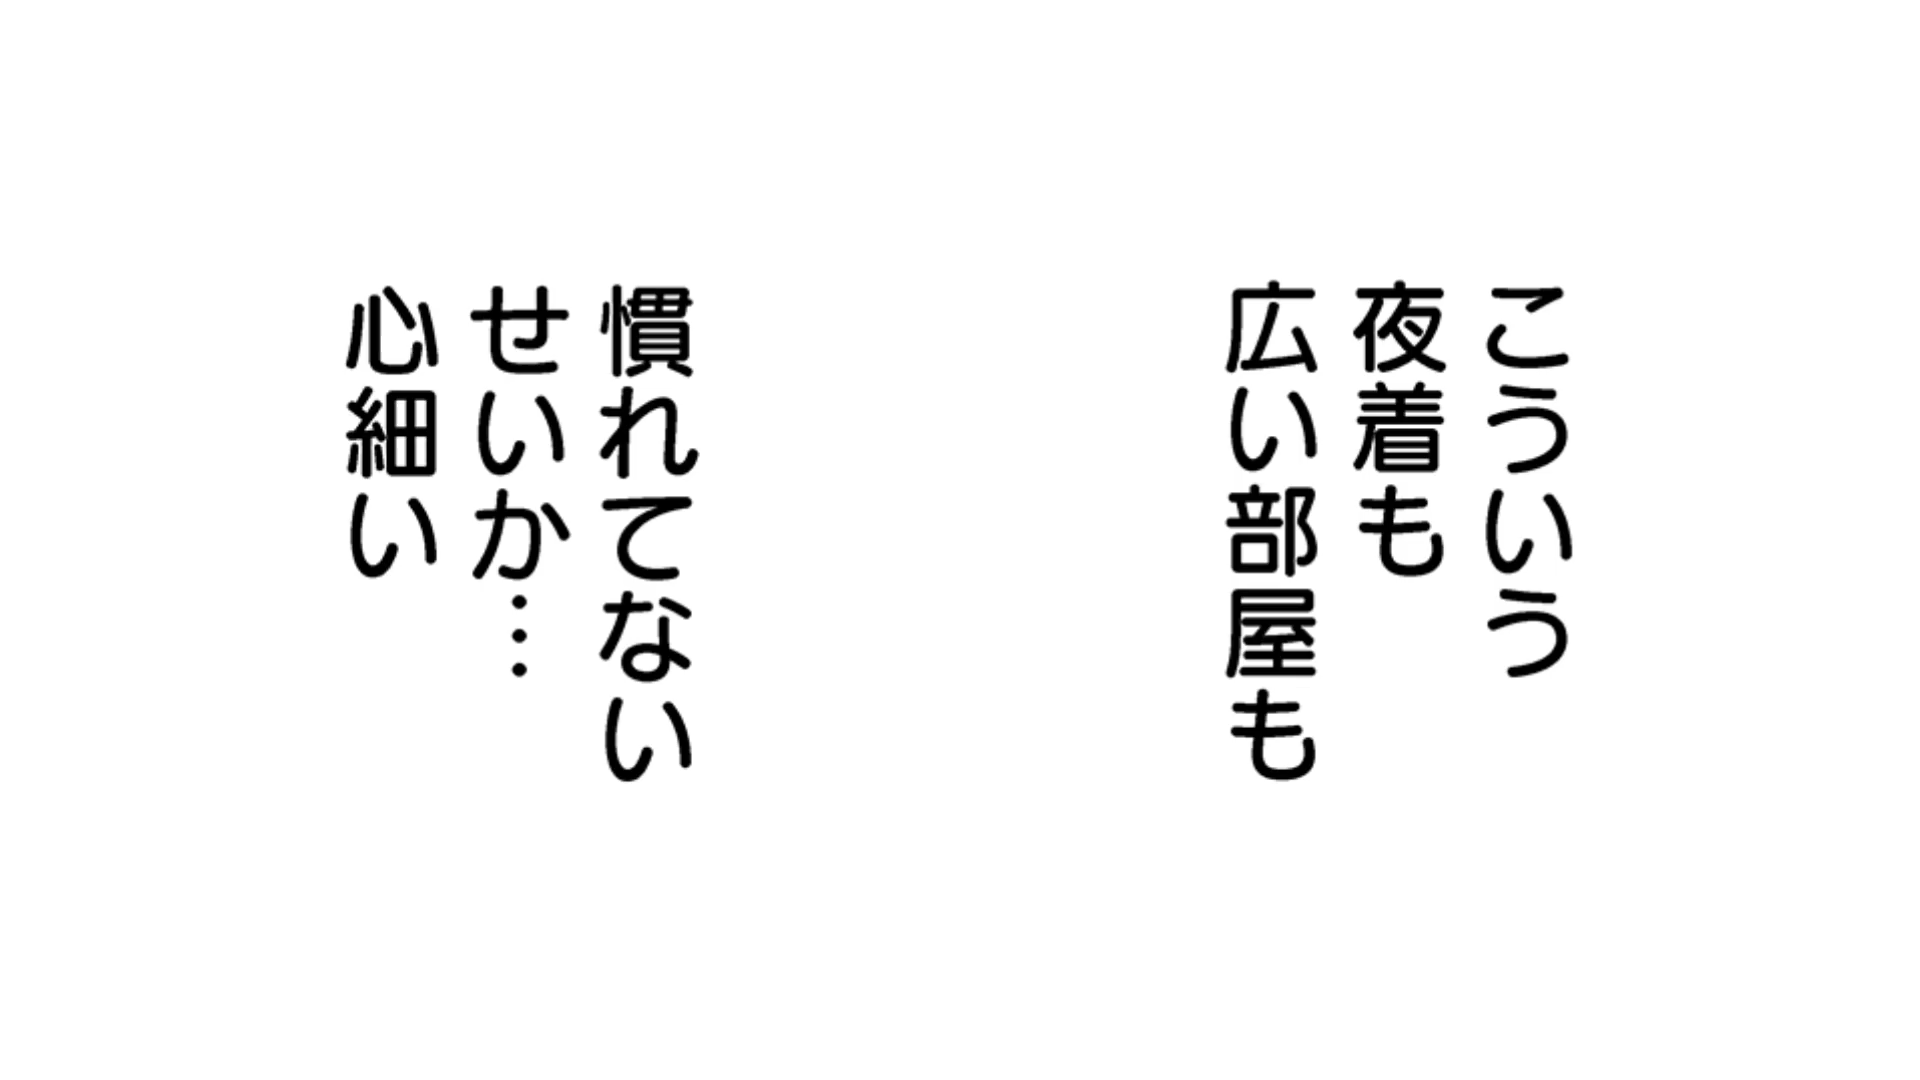 こういう
夜着も
広い部屋も
慣れてない
せいか…
心細い